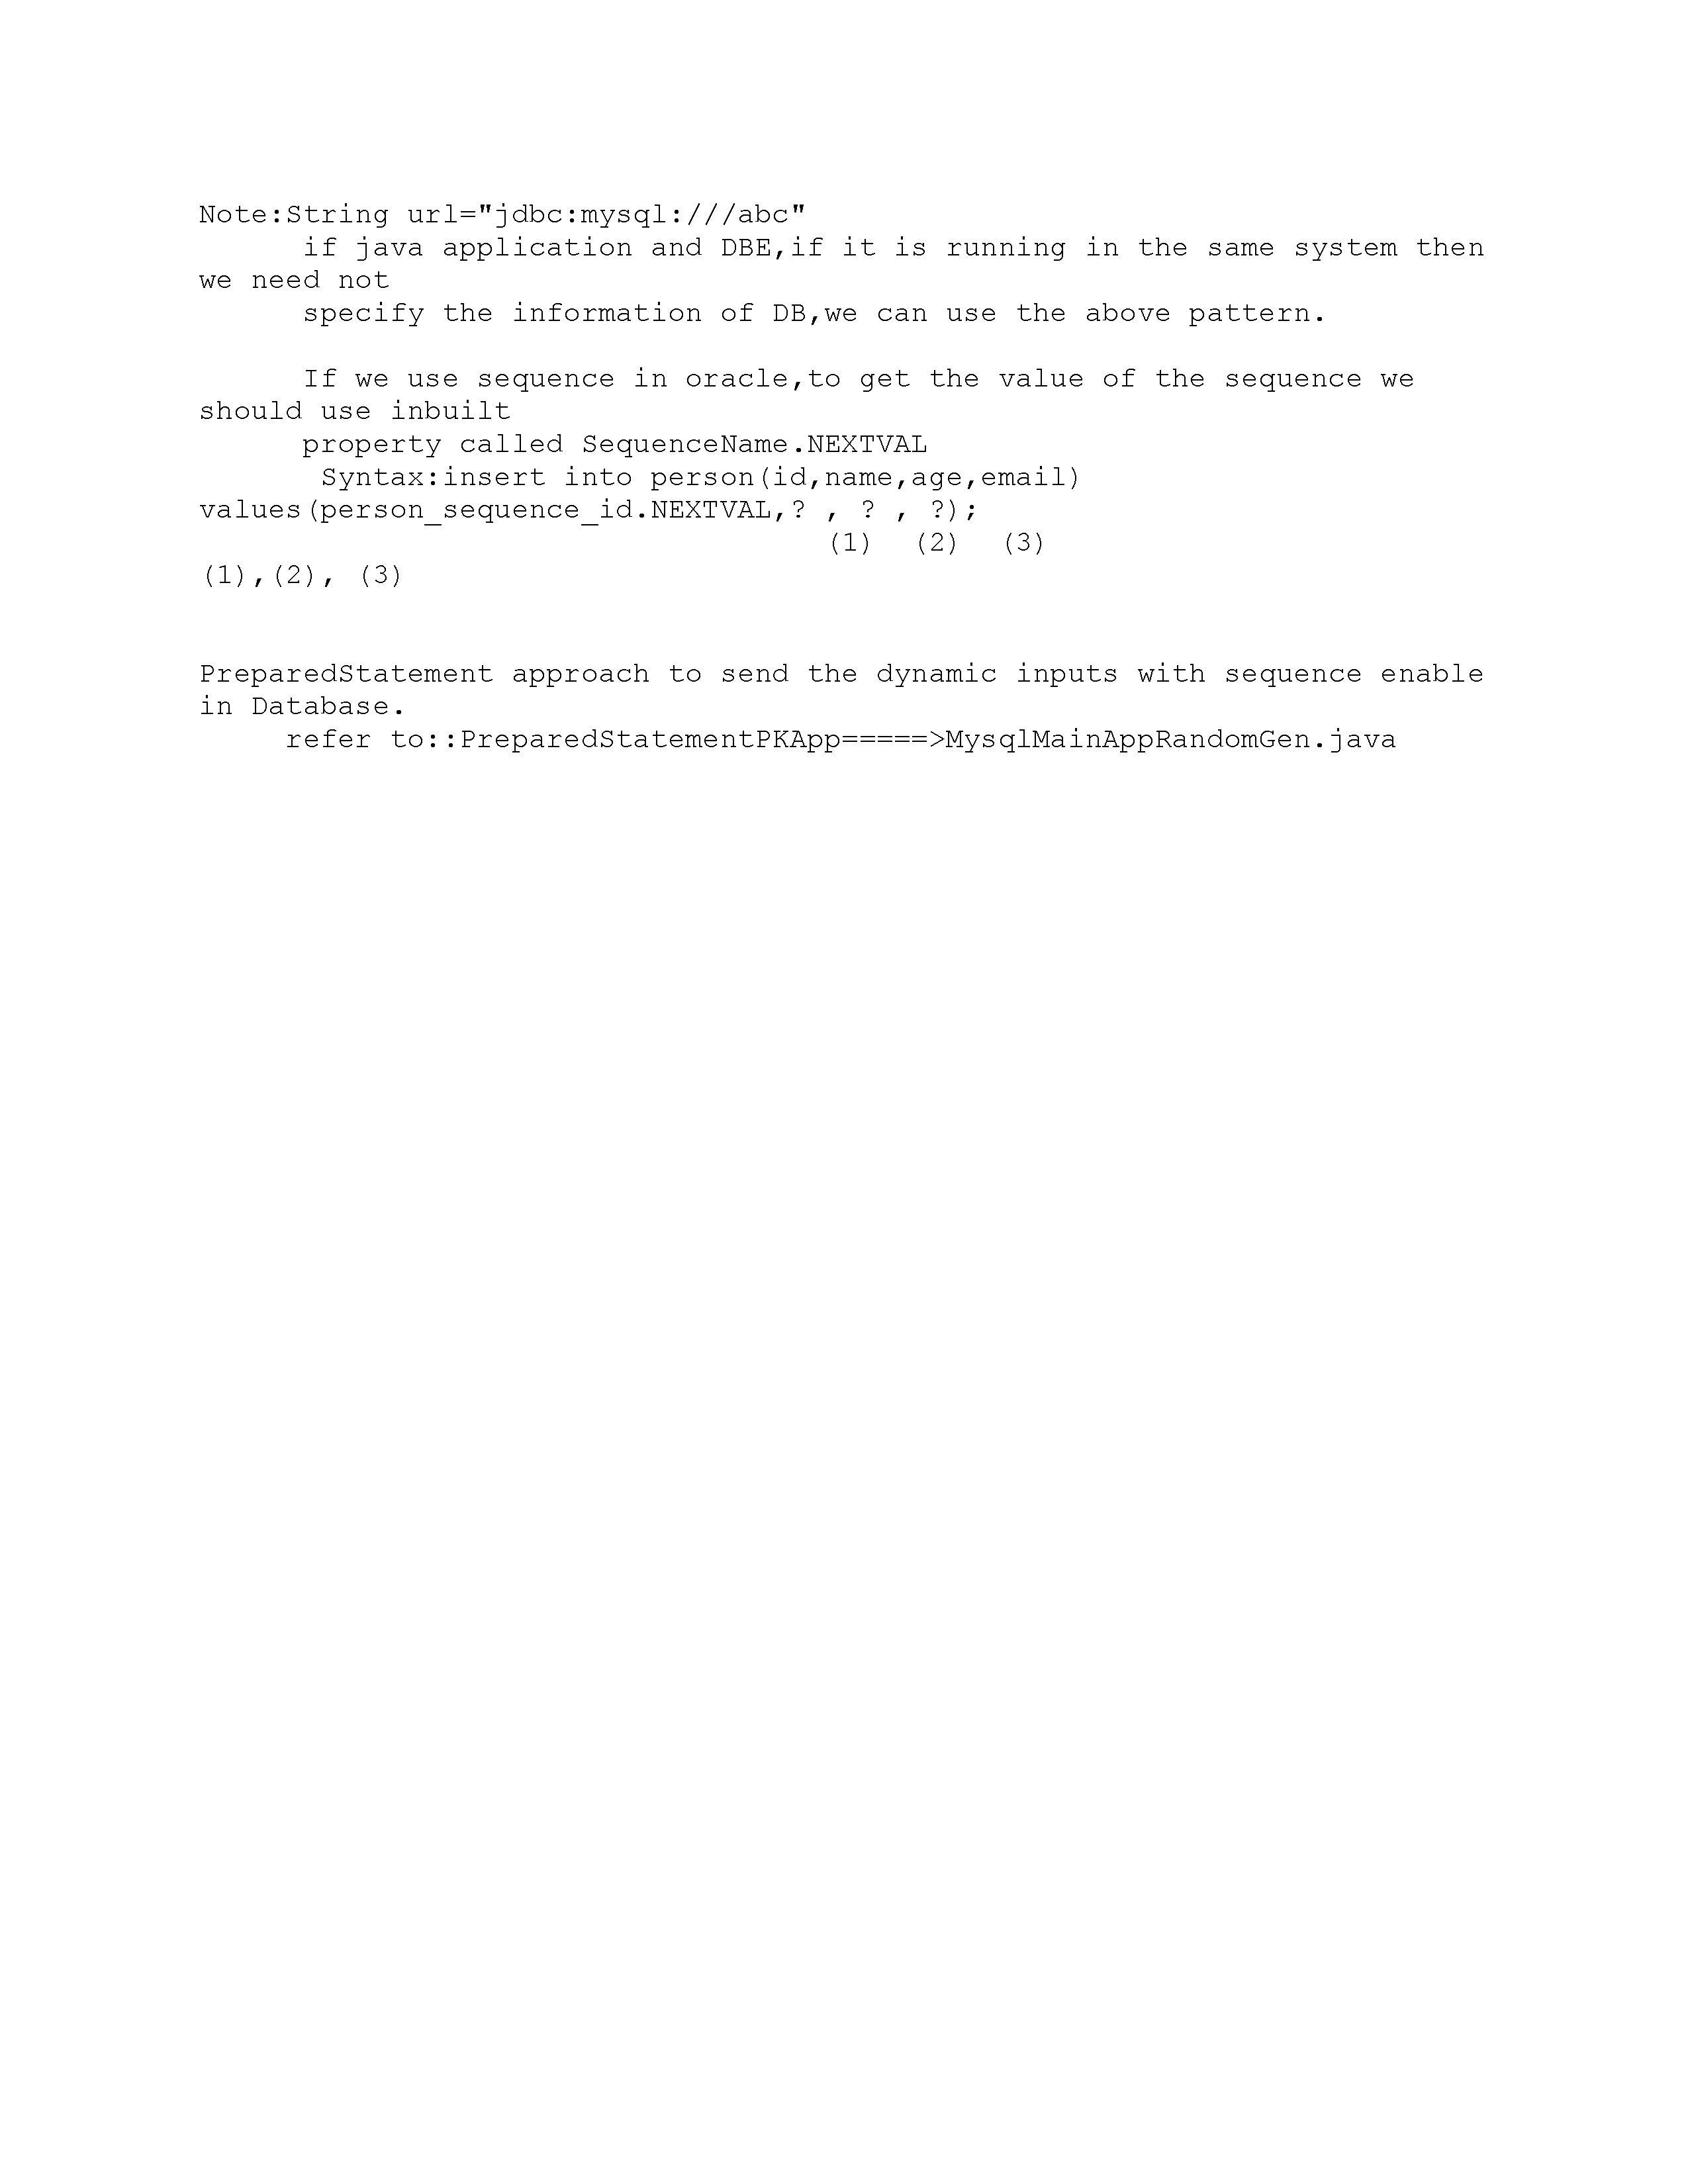 Note:String url="jdbc:mysql:///abc"
if java application and DBE,if it is running in the same system then
we need not
specify the information of DB,we can use the above pattern.
If we use sequence in oracle,to get the value of the sequence we
should use inbuilt
property called SequenceName.NEXTVAL
Syntax:insert into person(id,name,age,email)
values(person_sequence_id.NEXTVAL,? , ? , ?);
(1) (2) (3)
(1),(2), (3)
PreparedStatement approach to send the dynamic inputs with sequence enable
in Database.
refer to::PreparedStatementPKApp=====>MysqlMainAppRandomGen.java